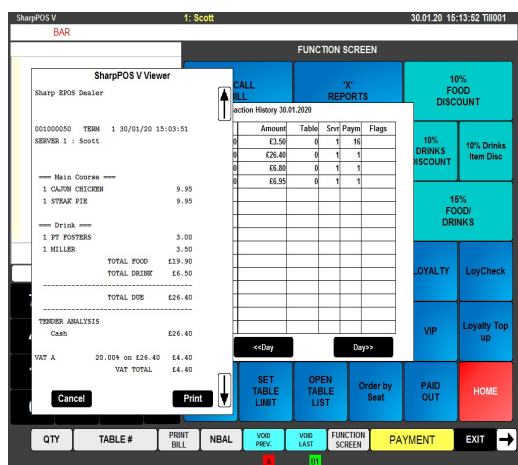 SharpPOS V 1: Scott 30.01.20 15:13:52 Till001
BAR
FUNCTION SCREEN
SharpPOS V Viewer
Sharp EPOS Dealer
001000050 TERM 1 30/01/20 15:03:51
SERVER 1 : Scott
=== Main Course ===
1 CAJUN CHICKEN 9.95
1 STEAK PIE 9.95
=== Drink ===
1 PT FOSTERS 3.00
1 MILLER 3.50
TOTAL FOOD £19.90
TOTAL DRINK £6.50
TOTAL DUE £26.40
TENDER ANALYSIS
Cash £26.40
VAT A 20.00% on £26.40 £4.40
VAT TOTAL £4.40
Cancel Print
CALL
'X'
REPORTS
10%
FOOD
DISCOUNT
action History 30.01.2020
Amount Table Srvr Paym Flags
£3.50 0 1 16
£26.40 0 1 1
£6.80 0 1 1
£6.95 0 1 1
<<Day Day>>
10%
DRINKS
DISCOUNT
10% Drinks
Item Disc
15%
FOOD/
DRINKS
LOYALTY
LoyCheck
VIP
Loyalty Top
up
SET
TABLE
LIMIT
OPEN
TABLE
LIST
Order by
Seat
PAID
OUT
HOME
QTY
TABLE #
PRINT
BILL
NBAL
VOID
PREV.
VOID
LAST
FUNCTION
SCREEN
PAYMENT
EXIT
A B1